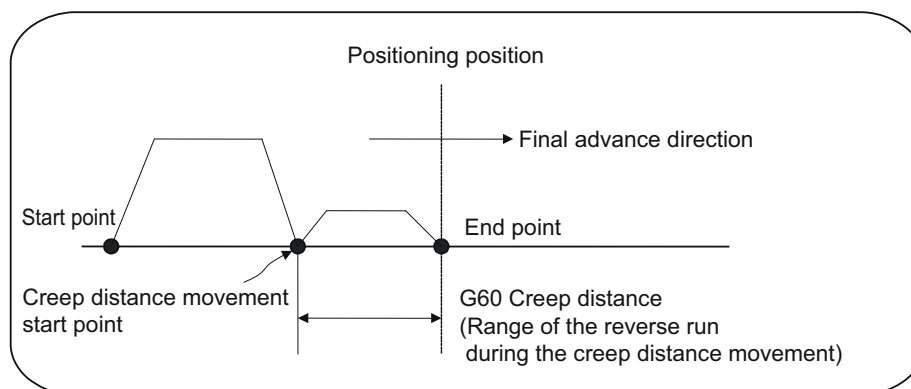 Positioning position
Final advance direction
Start point
End point
Creep distance movement
start point
G60 Creep distance
(Range of the reverse run
during the creep distance movement)